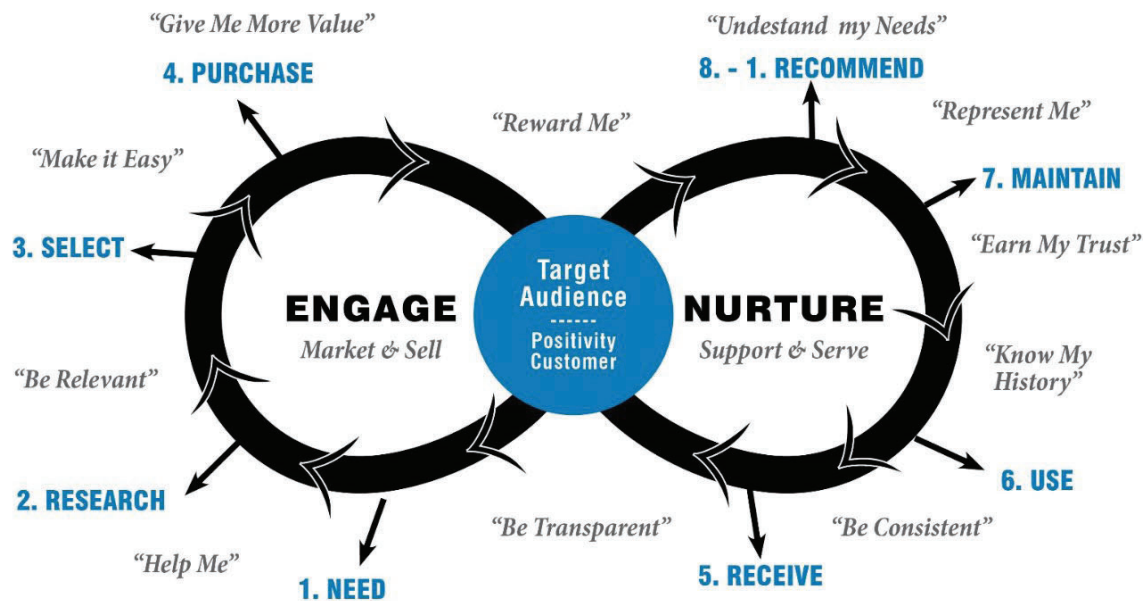 “Give Me More Value”
4. PURCHASE
“Undestand my Needs”
8. - 1. RECOMMEND
“Reward Me”
“Represent Me”
“Make it Easy”
7. MAINTAIN
3. SELECT
“Earn My Trust”
ENGAGE
Market & Sell
Target
Audience
------
Positivity
Customer
NURTURE
Support & Serve
“Be Relevant”
“Know My
History”
2. RESEARCH
6. USE
“Help Me”
“Be Transparent”
“Be Consistent”
1. NEED
5. RECEIVE